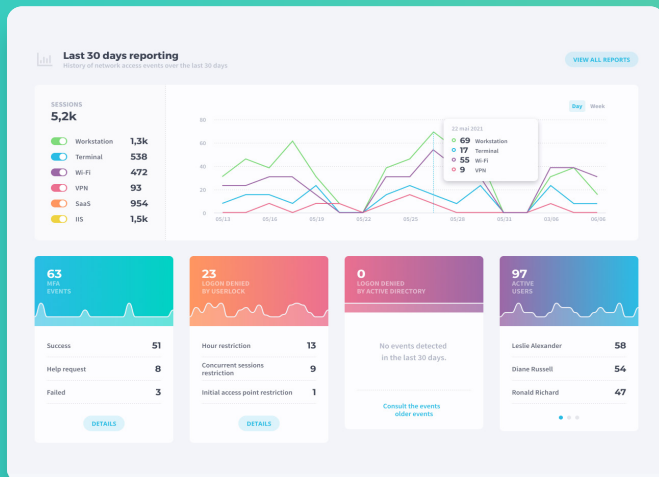 Last 30 days reporting
History of network access events over the last 30 days
VIEW ALL REPORTS
SESSIONS
5,2k
Workstation 1,3k
Terminal 538
Wi-Fi 472
VPN 93
SaaS 954
IIS 1,5k
Day Week
80
60
40
20
0
22 mai 2021
69 Workstation
17 Terminal
55 Wi-Fi
9 VPN
05/13 05/16 05/19 05/22 05/25 05/28 05/31 03/06 06/06
63
MFA
EVENTS
Success 51
Help request 8
Failed 3
DETAILS
23
LOGON DENIED
BY USERLOCK
Hour restriction 13
Concurrent sessions
restriction 9
Initial access point restriction 1
DETAILS
0
LOGON DENIED
BY ACTIVE DIRECTORY
No events detected
in the last 30 days.
Consult the events
older events
97
ACTIVE
USERS
Leslie Alexander 58
Diane Russell 54
Ronald Richard 47